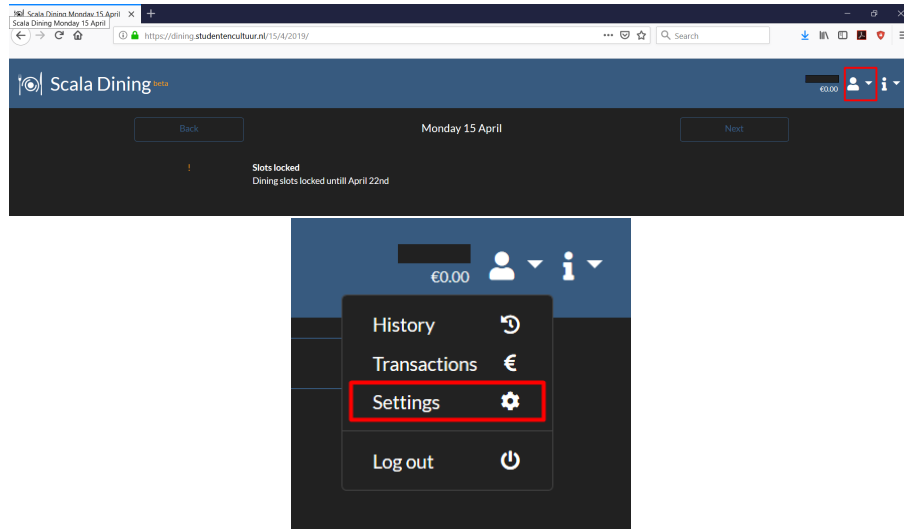 Scala Dining Monday 15 April
Scala Dining Monday 15 April
https://dining.studentencultuur.nl/15/4/2019/
Search
Scala Dining beta
€0.00
Back
Monday 15 April
Next
!
Slots locked
Dining slots locked untill April 22nd
€0.00
History
Transactions €
Settings
Log out